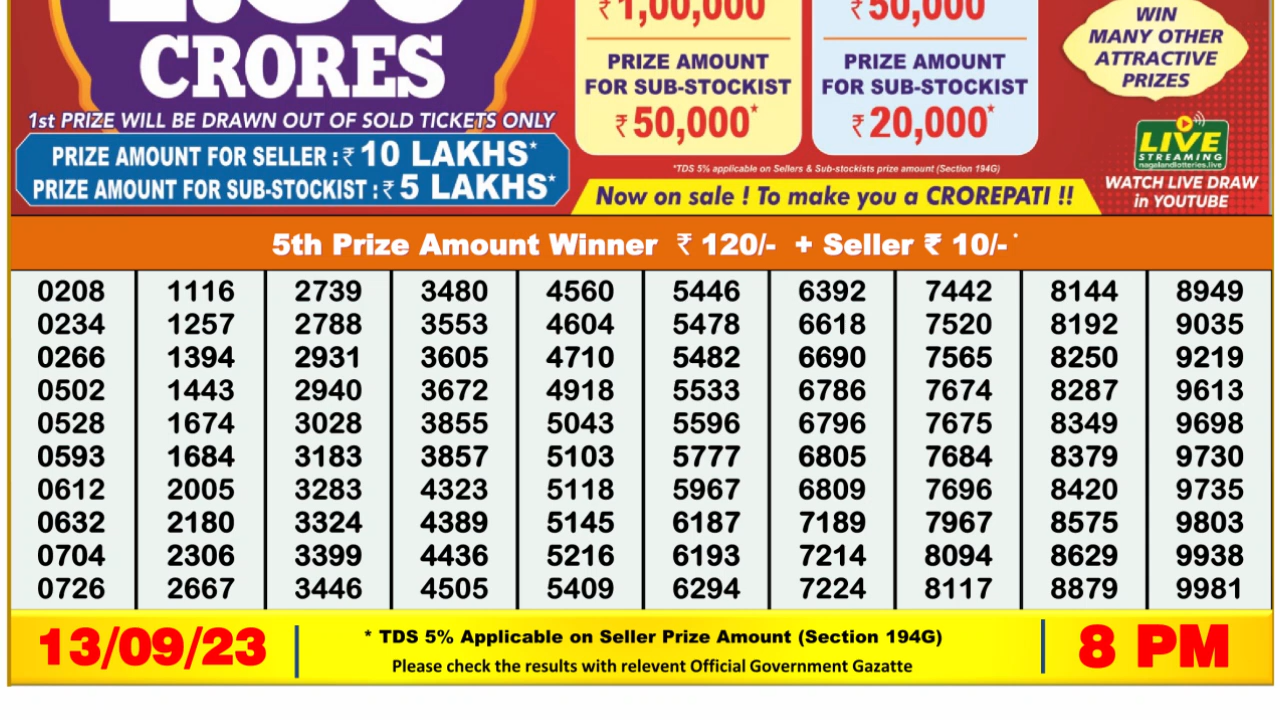 CRORES
1st PRIZE WILL BE DRAWN OUT OF SOLD TICKETS ONLY
PRIZE AMOUNT FOR SELLER : ₹ 10 LAKHS*
PRIZE AMOUNT FOR SUB-STOCKIST : ₹ 5 LAKHS*
₹1,00,000
PRIZE AMOUNT
FOR SUB-STOCKIST
₹50,000*
₹50,000
PRIZE AMOUNT
FOR SUB-STOCKIST
₹20,000*
*TDS 5% applicable on Sellers & Sub-stockists prize amount (Section 194G)
Now on sale ! To make you a CROREPATI !!
WIN
MANY OTHER
ATTRACTIVE
PRIZES
LIVE
STREAMING
nagalandlotteries.live
WATCH LIVE DRAW
in YOUTUBE
5th Prize Amount Winner ₹ 120/- + Seller ₹ 10/- *
0208 1116 2739 3480 4560 5446 6392 7442 8144 8949
0234 1257 2788 3553 4604 5478 6618 7520 8192 9035
0266 1394 2931 3605 4710 5482 6690 7565 8250 9219
0502 1443 2940 3672 4918 5533 6786 7674 8287 9613
0528 1674 3028 3855 5043 5596 6796 7675 8349 9698
0593 1684 3183 3857 5103 5777 6805 7684 8379 9730
0612 2005 3283 4323 5118 5967 6809 7696 8420 9735
0632 2180 3324 4389 5145 6187 7189 7967 8575 9803
0704 2306 3399 4436 5216 6193 7214 8094 8629 9938
0726 2667 3446 4505 5409 6294 7224 8117 8879 9981
13/09/23
* TDS 5% Applicable on Seller Prize Amount (Section 194G)
Please check the results with relevent Official Government Gazatte
8 PM